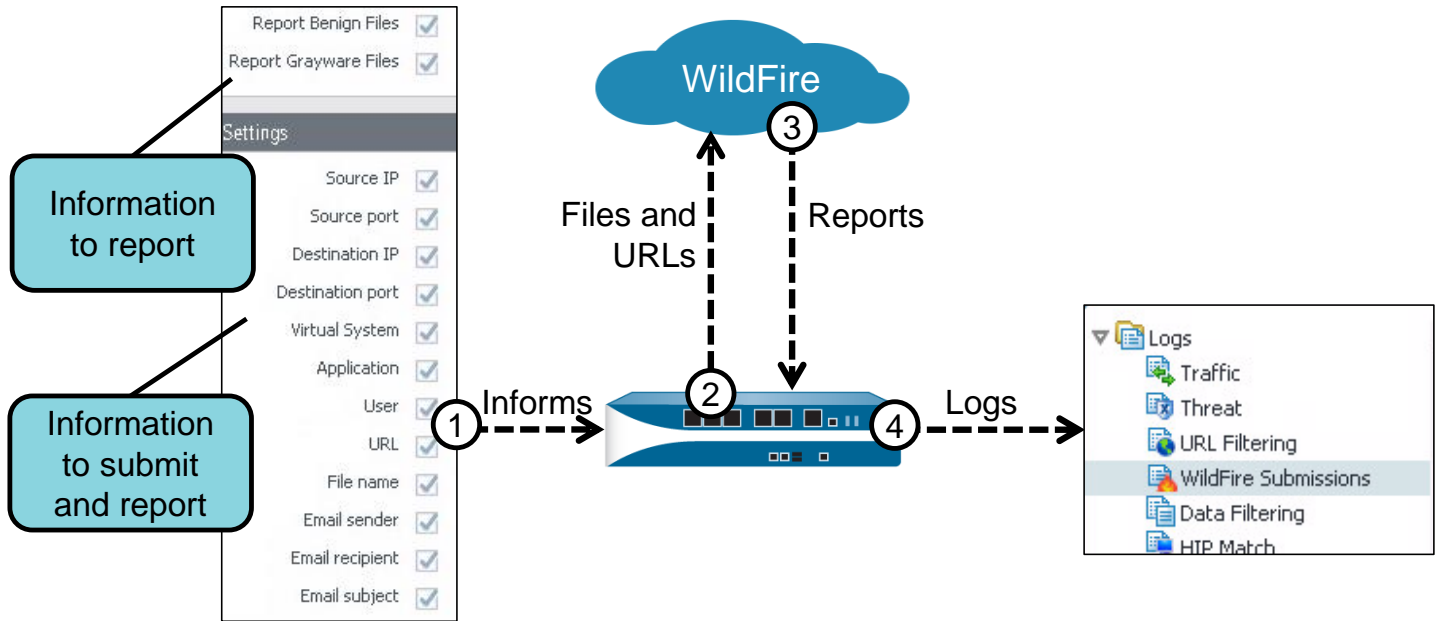 Report Benign Files
Report Grayware Files
Settings
Source IP
Source port
Destination IP
Destination port
Virtual System
Application
User
URL
File name
Email sender
Email recipient
Email subject
Information
to report
Information
to submit
and report
1
Informs
2
Files and
URLs
WildFire
3
Reports
4
Logs
Logs
Traffic
Threat
URL Filtering
WildFire Submissions
Data Filtering
HIP Match